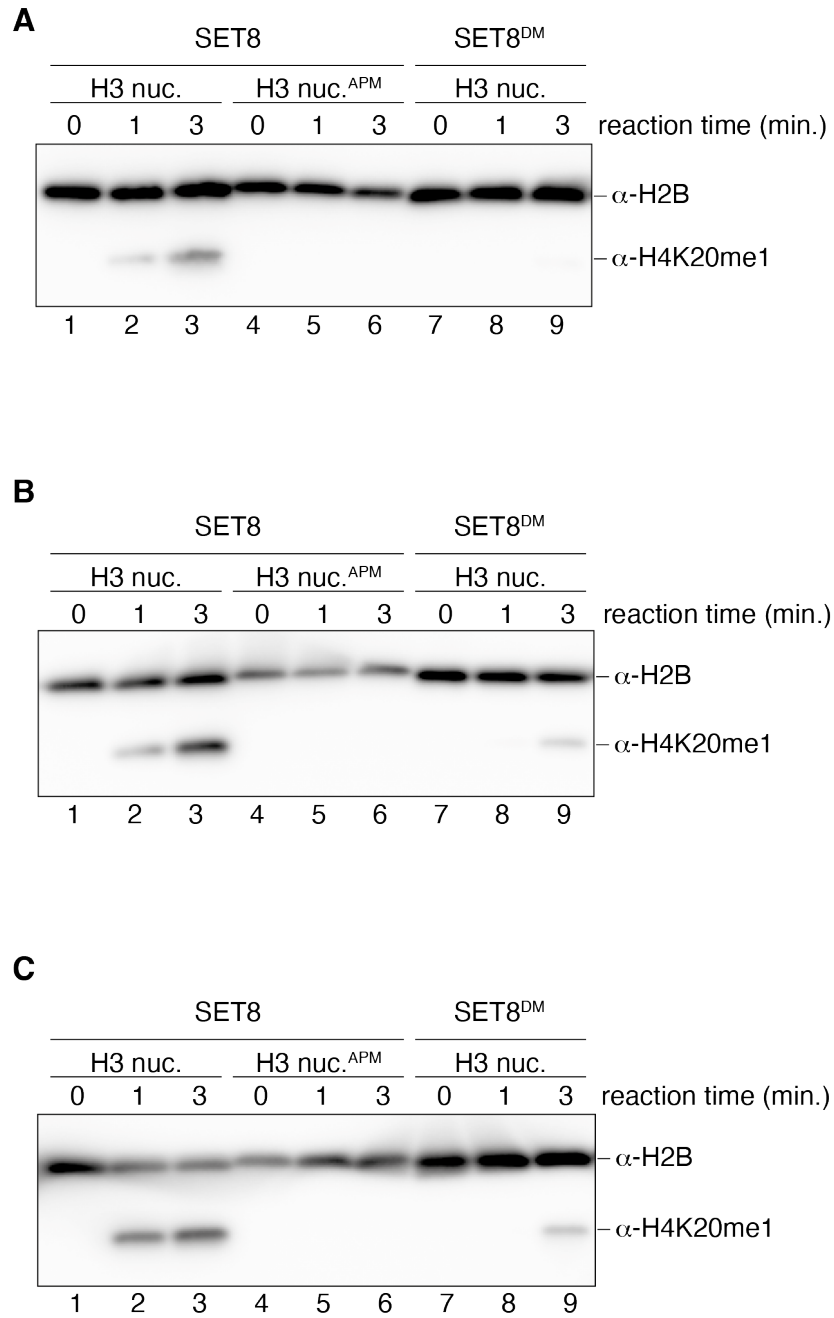 A
SET8 SET8DM
H3 nuc. H3 nuc.APM H3 nuc.
0 1 3 0 1 3 0 1 3 reaction time (min.)
α-H2B
α-H4K20me1
1 2 3 4 5 6 7 8 9
B
SET8 SET8DM
H3 nuc. H3 nuc.APM H3 nuc.
0 1 3 0 1 3 0 1 3 reaction time (min.)
α-H2B
α-H4K20me1
1 2 3 4 5 6 7 8 9
C
SET8 SET8DM
H3 nuc. H3 nuc.APM H3 nuc.
0 1 3 0 1 3 0 1 3 reaction time (min.)
α-H2B
α-H4K20me1
1 2 3 4 5 6 7 8 9